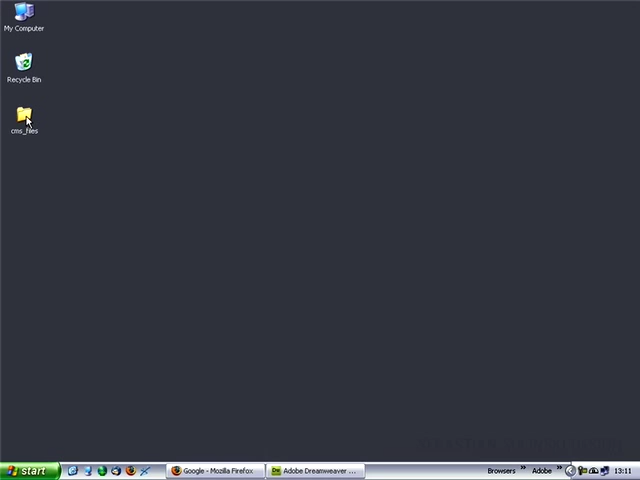 My Computer
Recycle Bin
cms_files
start
Google - Mozilla Firefox
Adobe Dreamweaver ...
Browsers
Adobe
13:11